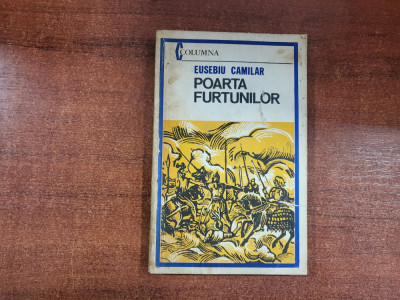 COLUMNA
EUSEBIU CAMILAR
POARTA
FURTUNILOR